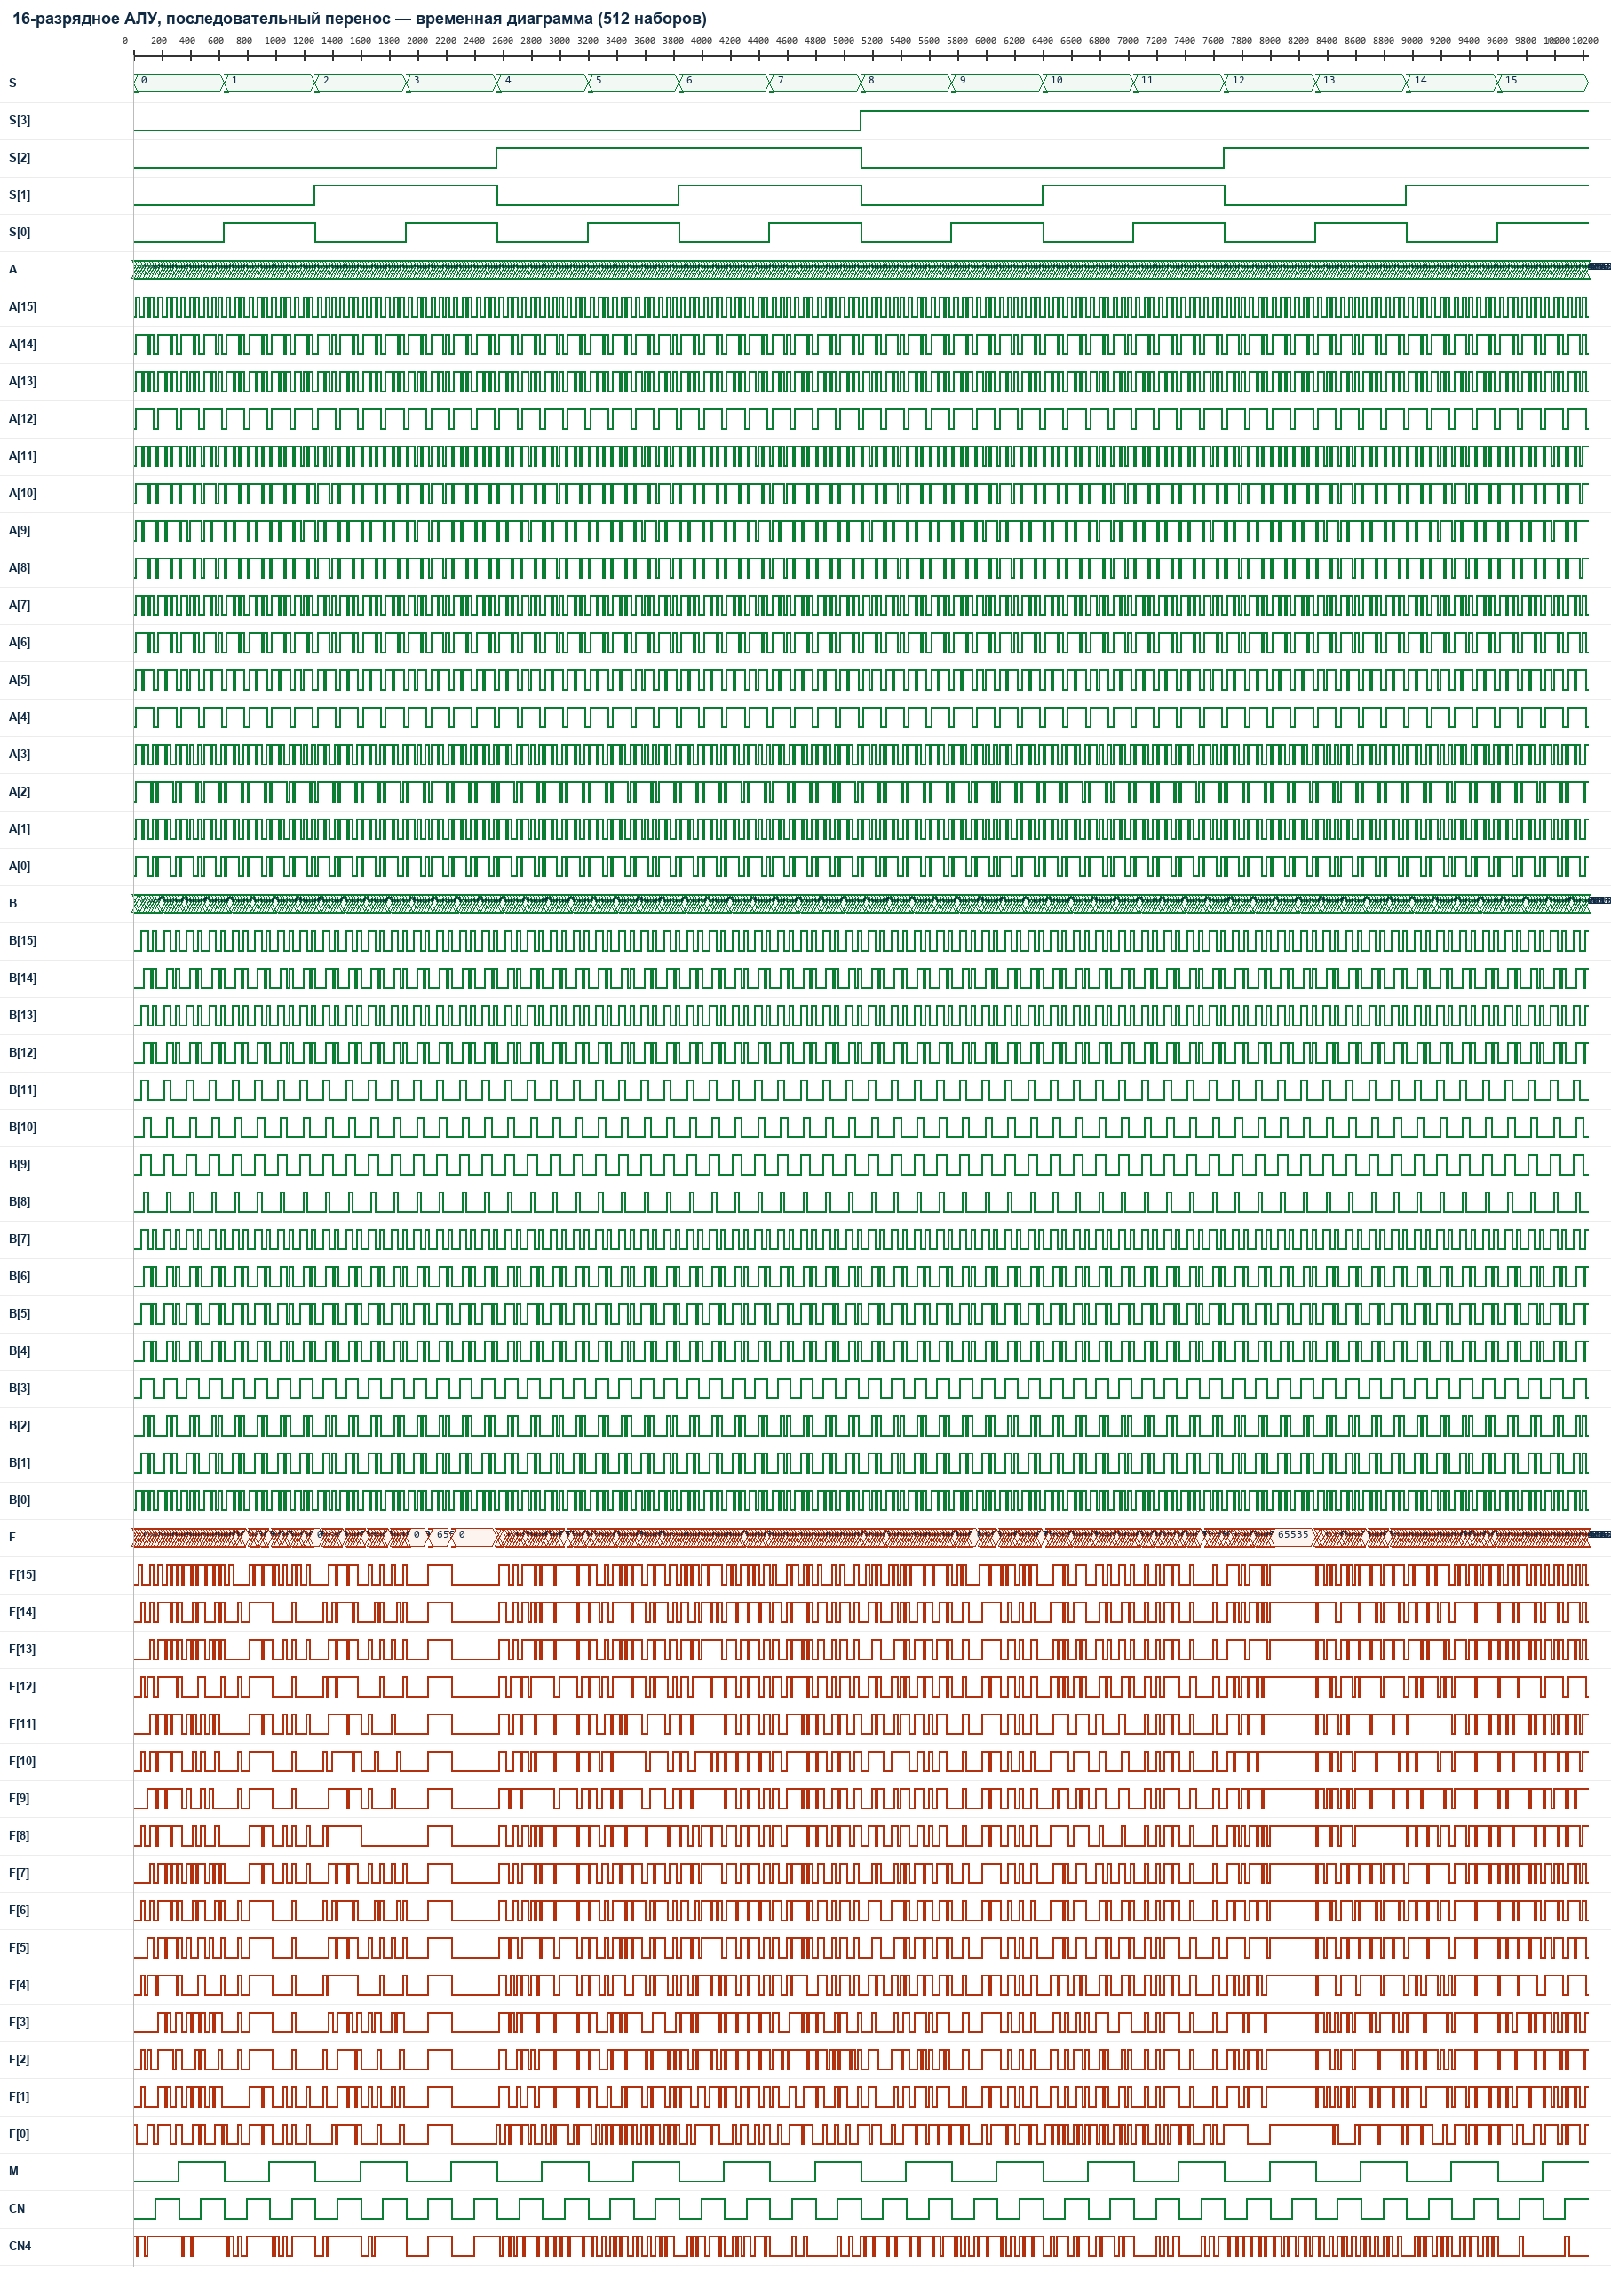 16-разрядное АЛУ, последовательный перенос — временная диаграмма (512 наборов)
0 200 400 600 800 1000 1200 1400 1600 1800 2000 2200 2400 2600 2800 3000 3200 3400 3600 3800 4000 4200 4400 4600 4800 5000 5200 5400 5600 5800 6000 6200 6400 6600 6800 7000 7200 7400 7600 7800 8000 8200 8400 8600 8800 9000 9200 9400 9600 9800 10000 10200
S 0 1 2 3 4 5 6 7 8 9 10 11 12 13 14 15
S[3]
S[2]
S[1]
S[0]
A
A[15]
A[14]
A[13]
A[12]
A[11]
A[10]
A[9]
A[8]
A[7]
A[6]
A[5]
A[4]
A[3]
A[2]
A[1]
A[0]
B
B[15]
B[14]
B[13]
B[12]
B[11]
B[10]
B[9]
B[8]
B[7]
B[6]
B[5]
B[4]
B[3]
B[2]
B[1]
B[0]
F 0 0 65535
F[15]
F[14]
F[13]
F[12]
F[11]
F[10]
F[9]
F[8]
F[7]
F[6]
F[5]
F[4]
F[3]
F[2]
F[1]
F[0]
M
CN
CN4